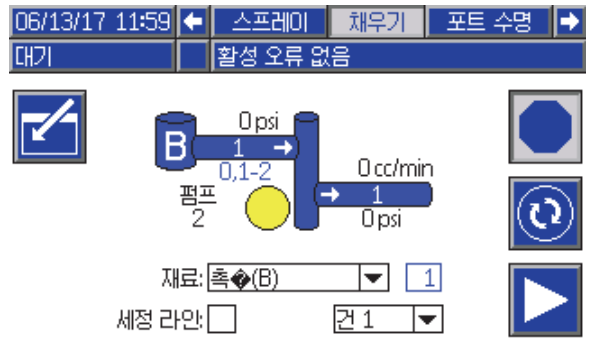 06/13/17 11:59 스프레이 채우기 포트 수명
대기 활성 오류 없음
0 psi
B 1
0,1-2
0 cc/min
펌프
2
1
0 psi
재료: 촉�(B) 1
세정 라인: 건 1